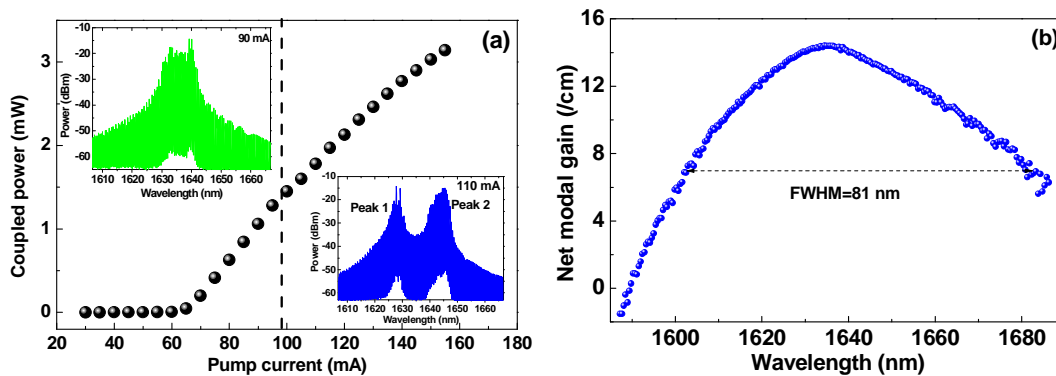 (a)
Coupled power (mW)
3
2
1
0
20 40 60 80 100 120 140 160 180
Pump current (mA)
90 mA
Power (dBm)
-10
-20
-30
-40
-50
-60
1610 1620 1630 1640 1650 1660
Wavelength (nm)
110 mA
Peak 1
Peak 2
Power (dBm)
-10
-20
-30
-40
-50
-60
1610 1620 1630 1640 1650 1660
Wavelength (nm)
(b)
Net modal gain (/cm)
16
12
8
4
0
FWHM=81 nm
1600 1620 1640 1660 1680
Wavelength (nm)